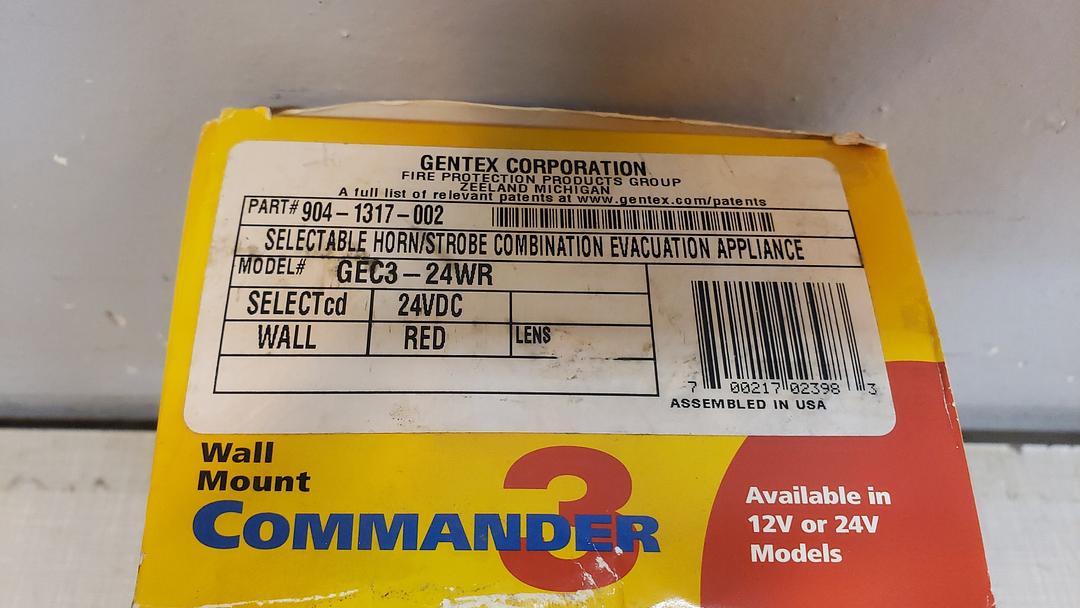 GENTEX CORPORATION
FIRE PROTECTION PRODUCTS GROUP
ZEELAND MICHIGAN
A full list of relevant patents at www.gentex.com/patents
PART# 904-1317-002
SELECTABLE HORN/STROBE COMBINATION EVACUATION APPLIANCE
MODEL# GEC3-24WR
SELECTcd 24VDC
WALL RED LENS
7 00217 02398 3
ASSEMBLED IN USA
Wall
Mount
COMMANDER 3
Available in
12V or 24V
Models